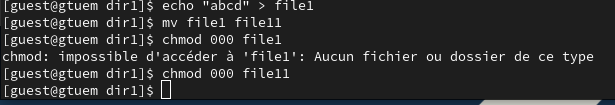 [guest@gtuem dir1]$ echo "abcd" > file1
[guest@gtuem dir1]$ mv file1 file11
[guest@gtuem dir1]$ chmod 000 file1
chmod: impossible d'accéder à 'file1': Aucun fichier ou dossier de ce type
[guest@gtuem dir1]$ chmod 000 file11
[guest@gtuem dir1]$